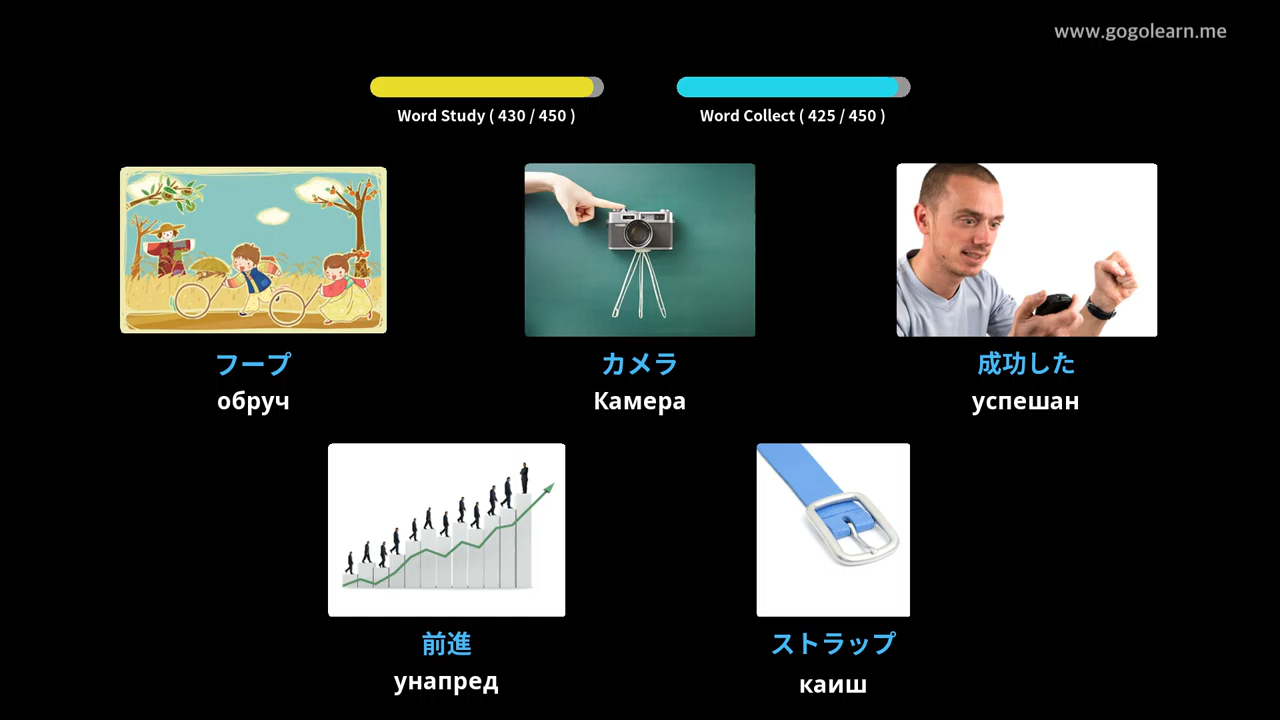 www.gogolearn.me
Word Study ( 430 / 450 )
Word Collect ( 425 / 450 )
フープ
обруч
カメラ
Камера
成功した
успешан
前進
унапред
ストラップ
каиш